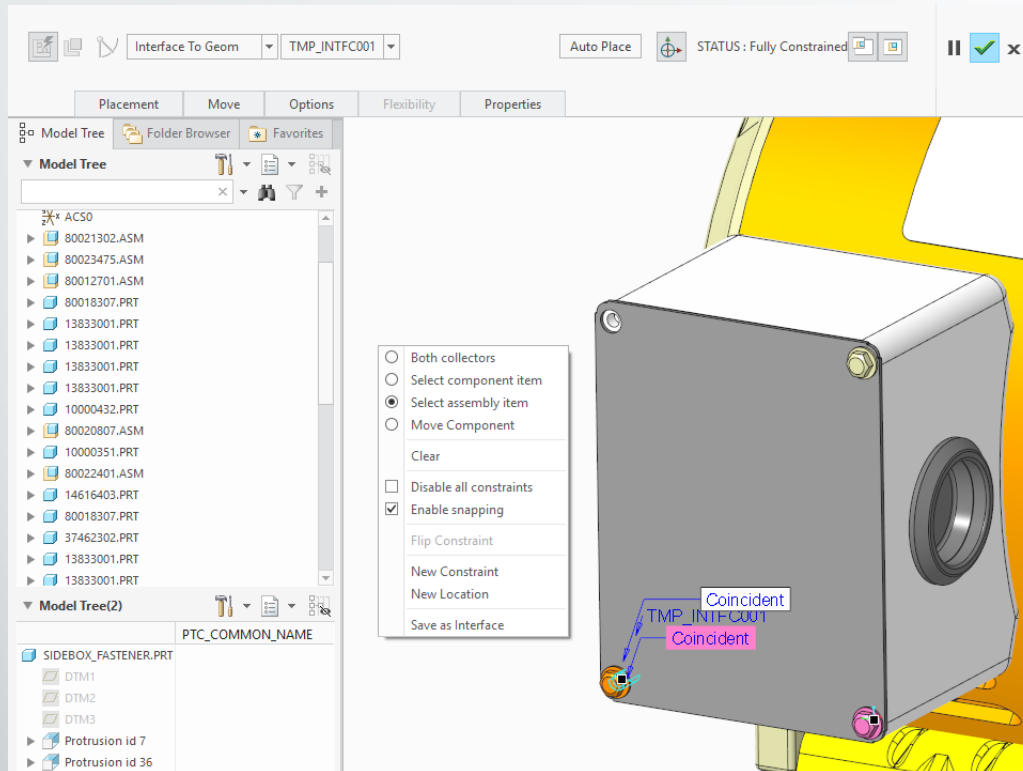 Interface To Geom
TMP_INTFC001
Auto Place
STATUS : Fully Constrained
Placement
Move
Options
Flexibility
Properties
Model Tree
Folder Browser
Favorites
Model Tree
ACS0
80021302.ASM
80023475.ASM
80012701.ASM
80018307.PRT
13833001.PRT
13833001.PRT
13833001.PRT
13833001.PRT
10000432.PRT
80020807.ASM
10000351.PRT
80022401.ASM
14616403.PRT
80018307.PRT
37462302.PRT
13833001.PRT
13833001.PRT
Model Tree(2)
PTC_COMMON_NAME
SIDEBOX_FASTENER.PRT
DTM1
DTM2
DTM3
Protrusion id 7
Protrusion id 36
Both collectors
Select component item
Select assembly item
Move Component
Clear
Disable all constraints
Enable snapping
Flip Constraint
New Constraint
New Location
Save as Interface
Coincident
TMP_INTFC001
Coincident